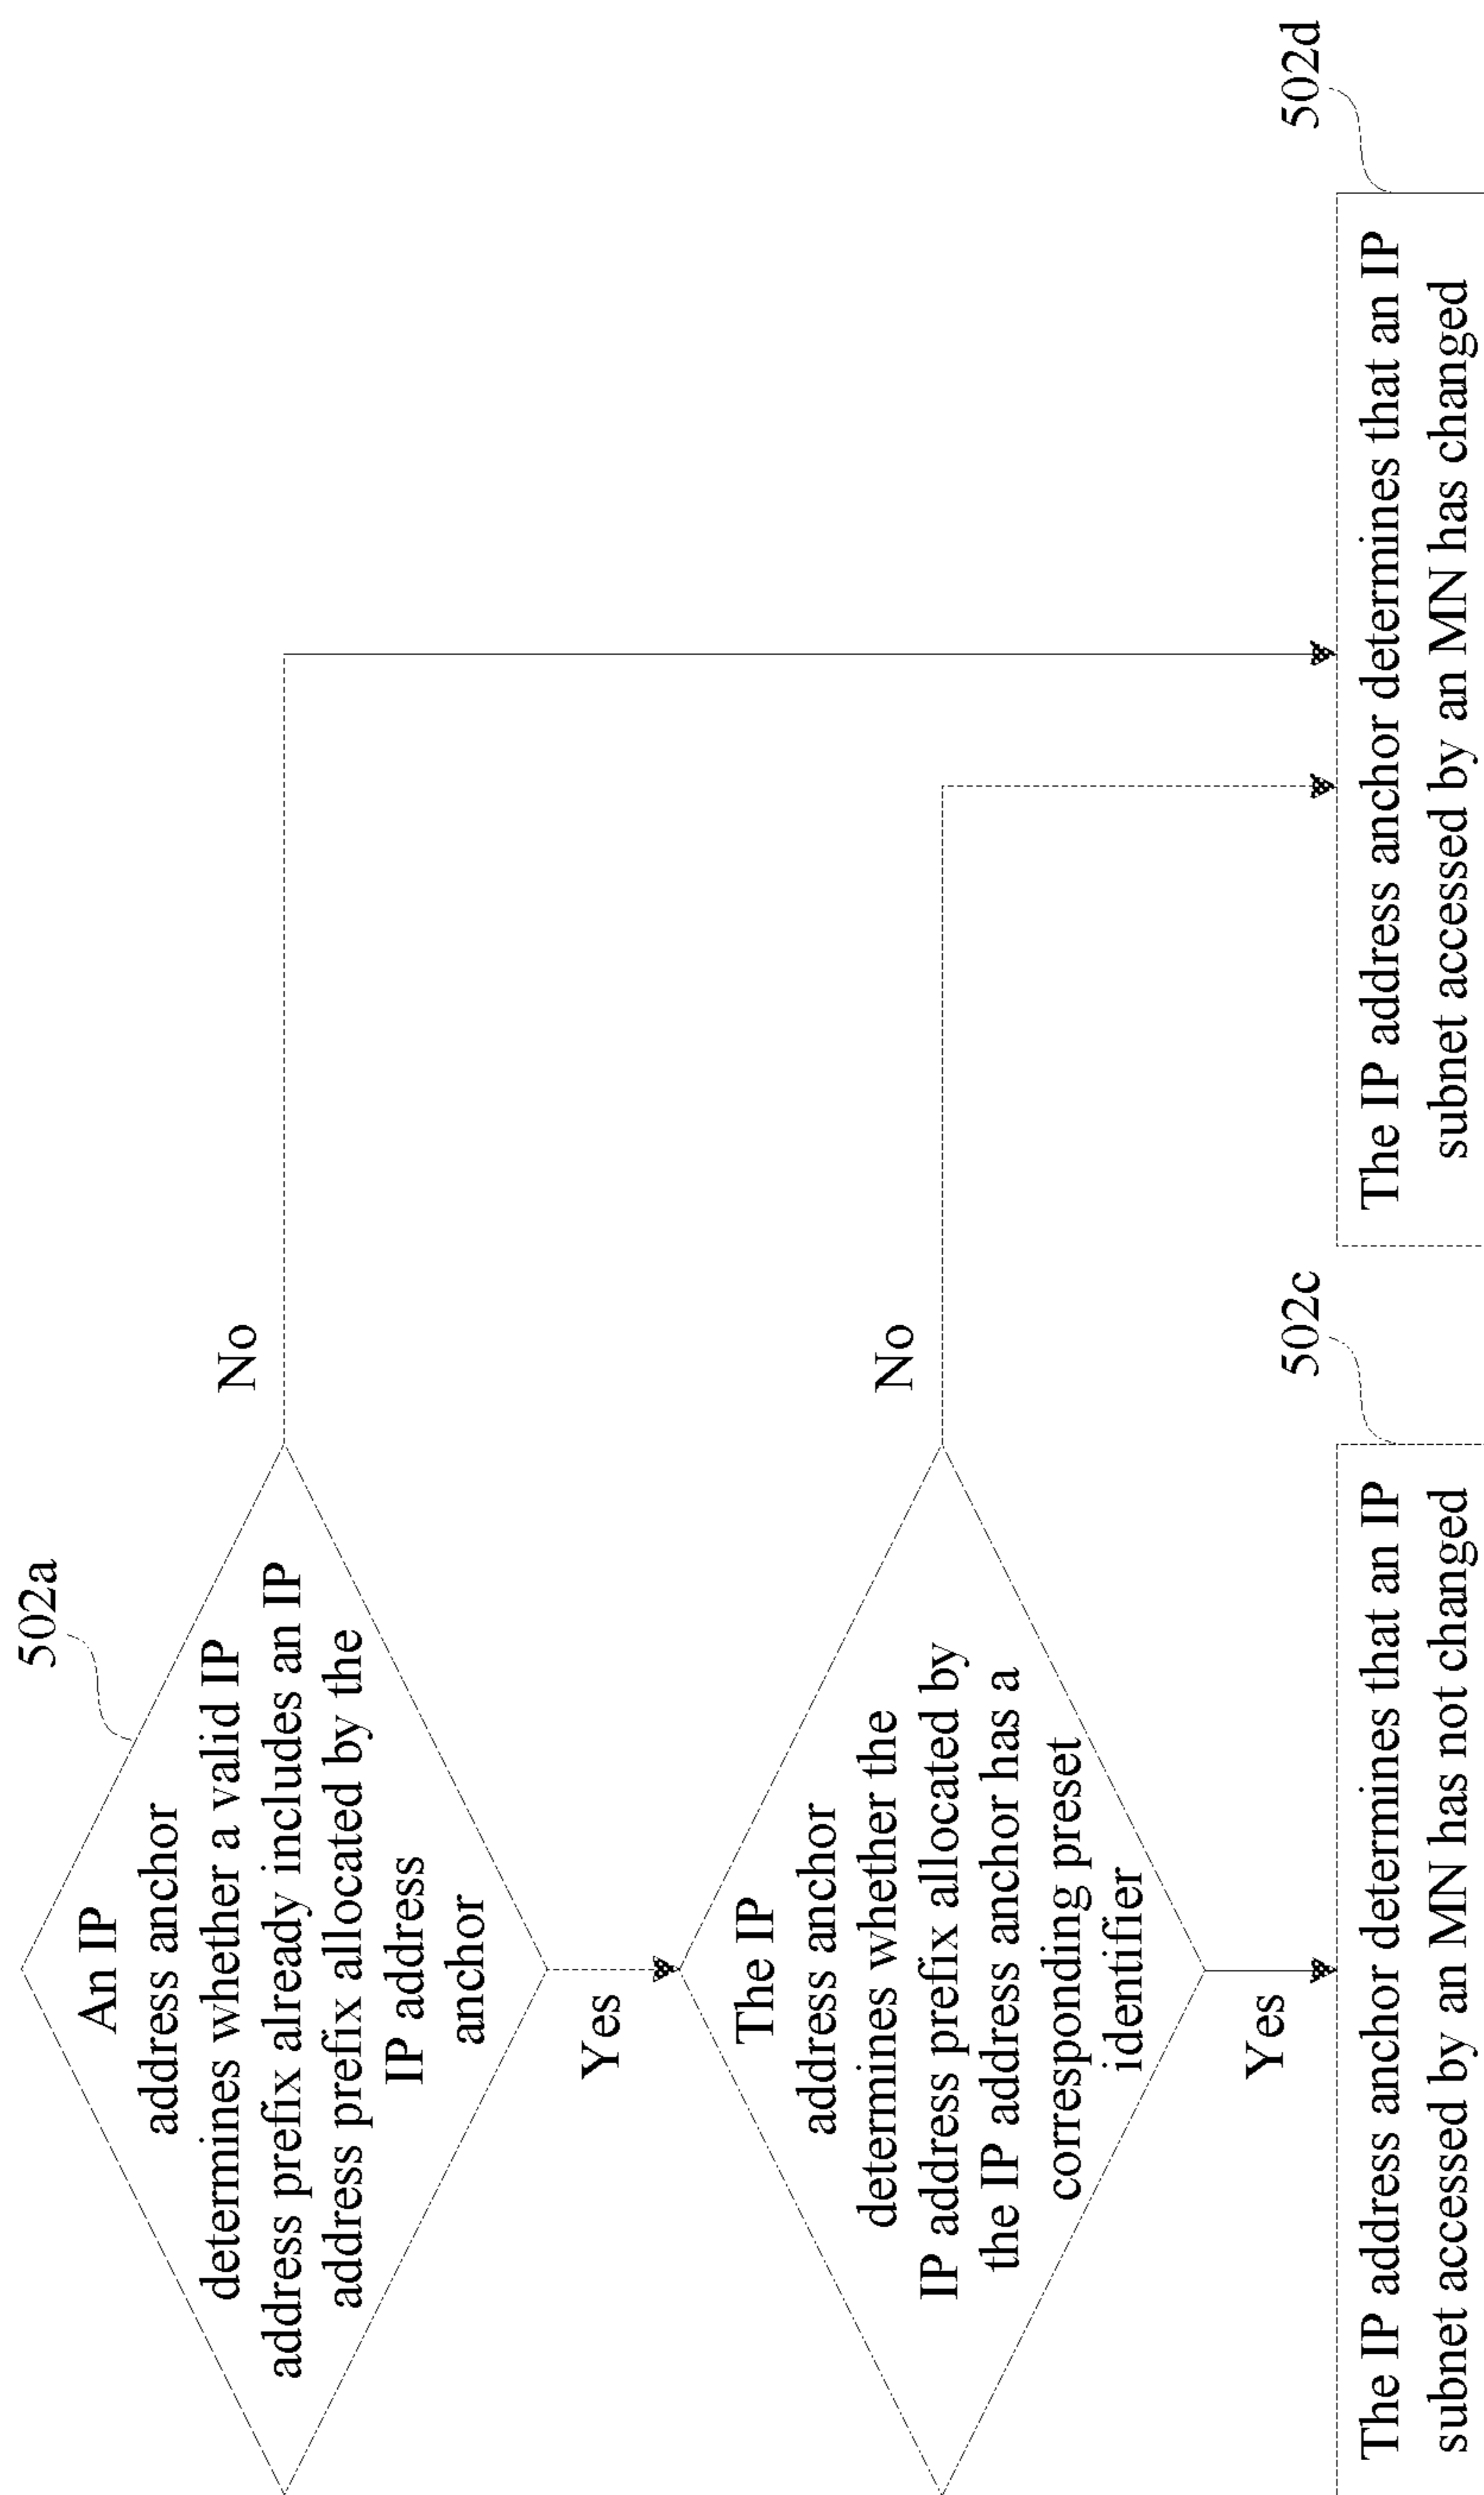 502a
An IP
address anchor
determines whether a valid IP
address prefix already includes an IP
address prefix allocated by the
IP address
anchor
No
Yes
The IP
address anchor
determines whether the
IP address prefix allocated by
the IP address anchor has a
corresponding preset
identifier
No
Yes
502c
The IP address anchor determines that an IP
subnet accessed by an MN has not changed
502d
The IP address anchor determines that an IP
subnet accessed by an MN has changed